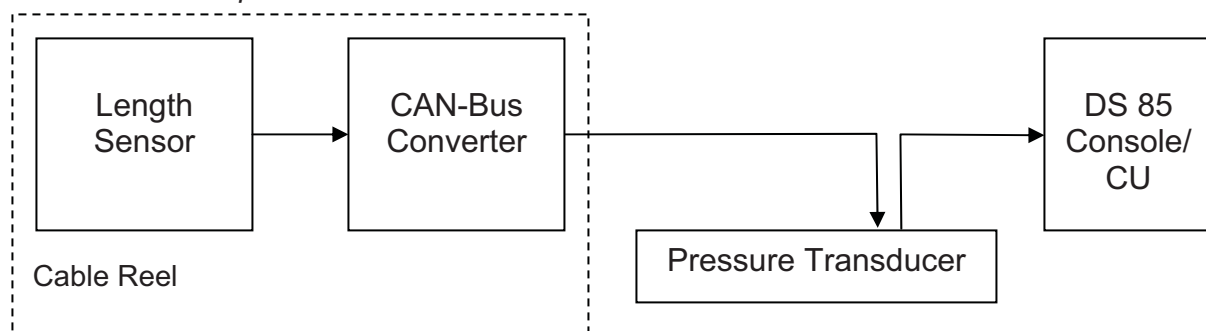 Length
Sensor
CAN-Bus
Converter
DS 85
Console/
CU
Pressure Transducer
Cable Reel